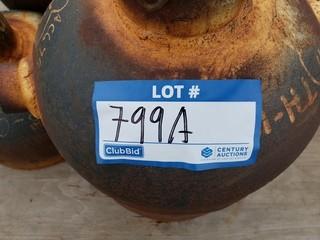 LOT #
799A
ClubBid
CENTURY
AUCTIONS